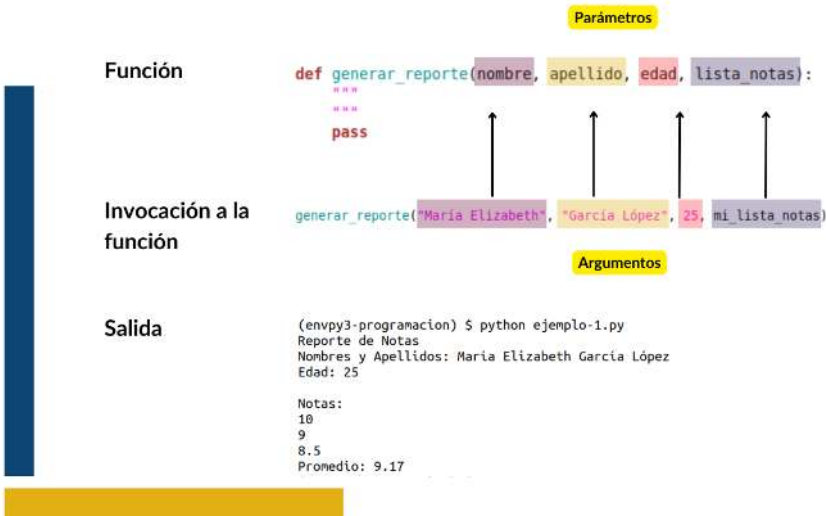 Parámetros
Función
def generar_reporte(nombre, apellido, edad, lista_notas):
"""
"""
pass
Invocación a la
función
generar_reporte("María Elizabeth", "García López", 25, mi_lista_notas)
Argumentos
Salida
(envpy3-programacion) $ python ejemplo-1.py
Reporte de Notas
Nombres y Apellidos: María Elizabeth García López
Edad: 25
Notas:
10
9
8.5
Promedio: 9.17